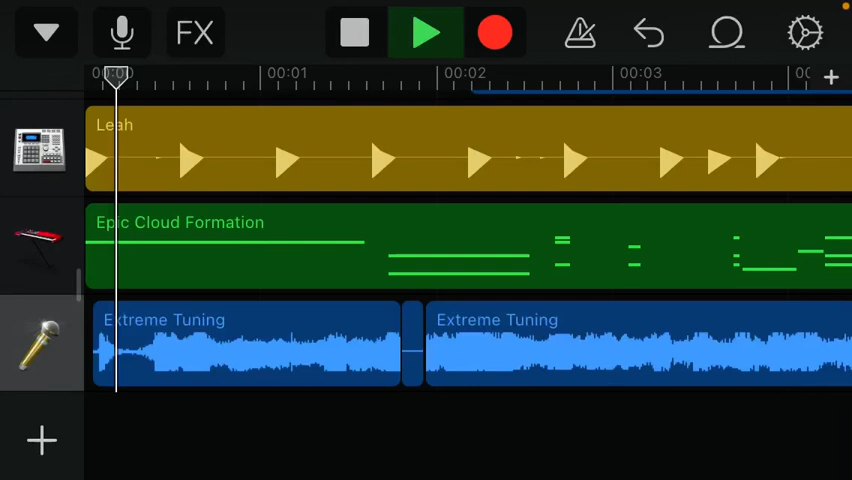 FX
00:00
00:01
00:02
00:03
Leah
Epic Cloud Formation
Extreme Tuning
Extreme Tuning